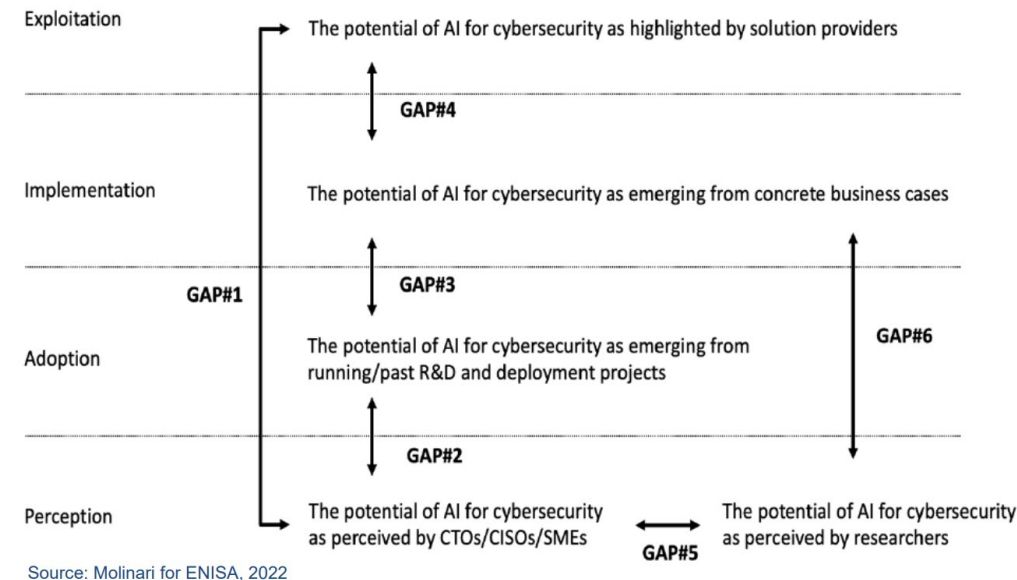 Exploitation
The potential of AI for cybersecurity as highlighted by solution providers
GAP#4
Implementation
The potential of AI for cybersecurity as emerging from concrete business cases
GAP#3
GAP#1
GAP#6
Adoption
The potential of AI for cybersecurity as emerging from
running/past R&D and deployment projects
GAP#2
Perception
The potential of AI for cybersecurity
as perceived by CTOs/CISOs/SMEs
GAP#5
The potential of AI for cybersecurity
as perceived by researchers
Source: Molinari for ENISA, 2022